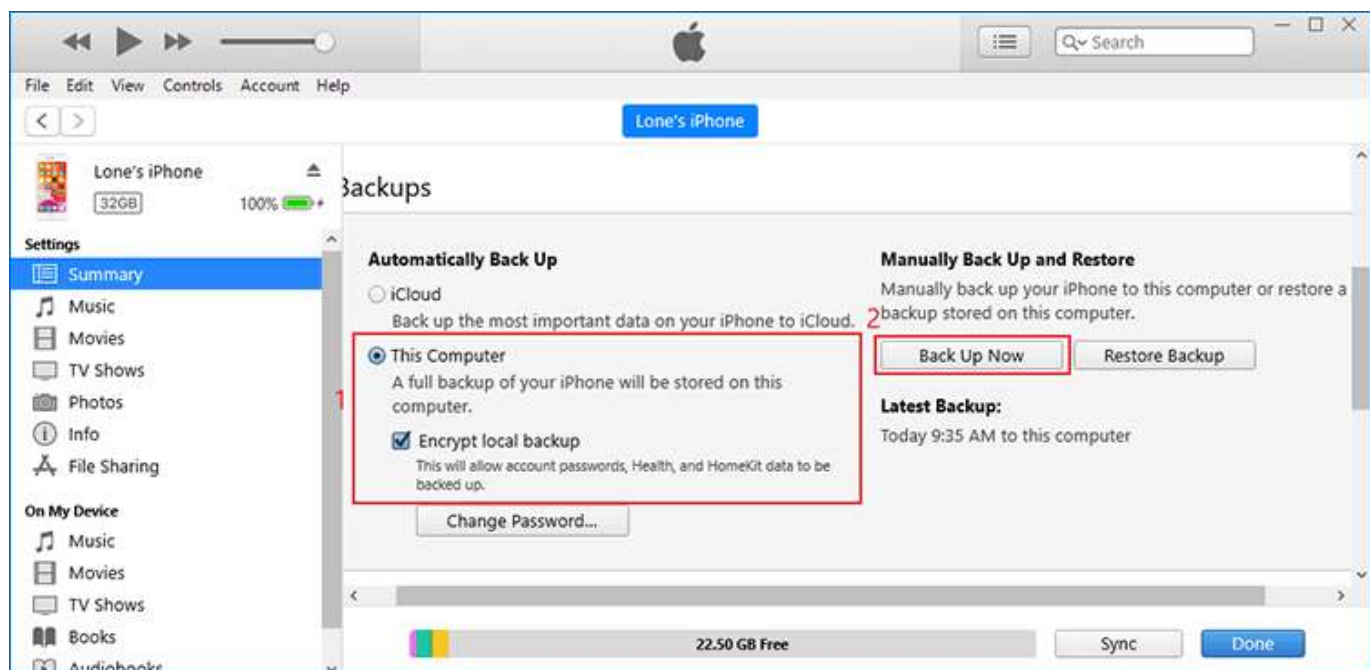 Search
File Edit View Controls Account Help
Lone's iPhone
Lone's iPhone
32GB
100%
Settings
Summary
Music
Movies
TV Shows
Photos
Info
File Sharing
On My Device
Music
Movies
TV Shows
Books
Audiobooks
Backups
Automatically Back Up
iCloud
Back up the most important data on your iPhone to iCloud.
1
This Computer
A full backup of your iPhone will be stored on this
computer.
Encrypt local backup
This will allow account passwords, Health, and HomeKit data to be
backed up.
Change Password...
Manually Back Up and Restore
Manually back up your iPhone to this computer or restore a
backup stored on this computer.
2
Back Up Now
Restore Backup
Latest Backup:
Today 9:35 AM to this computer
22.50 GB Free
Sync
Done